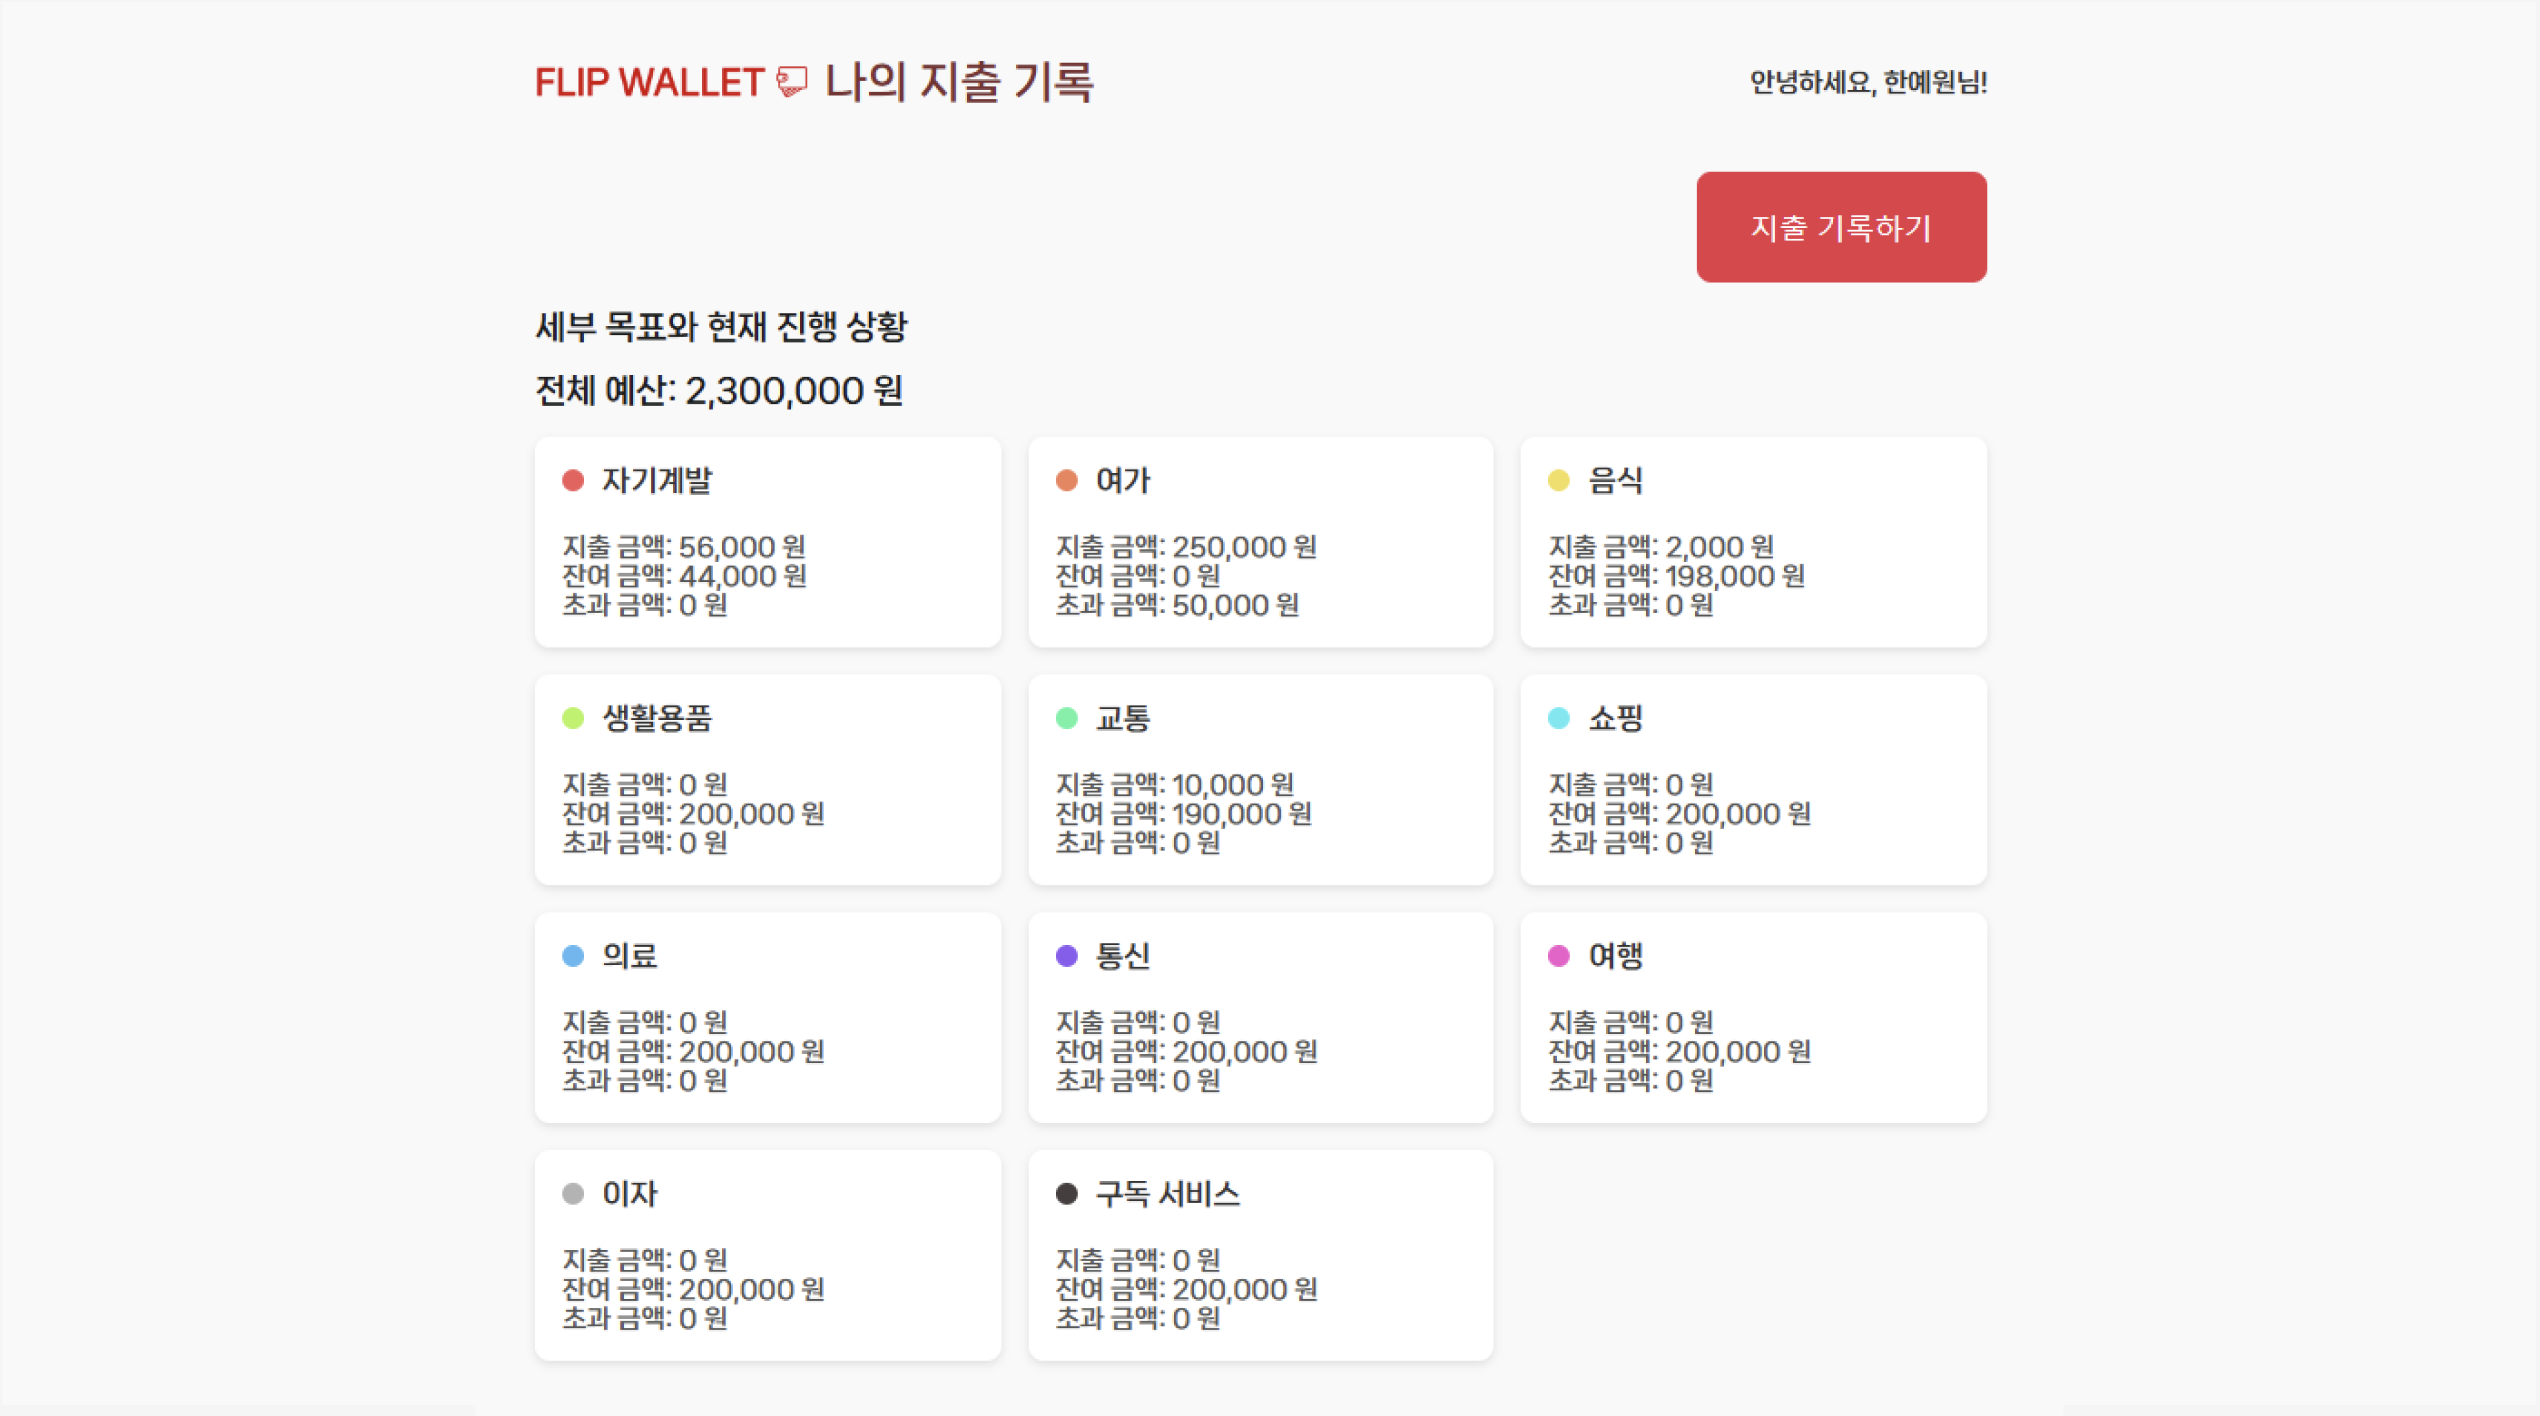 FLIP WALLET 나의 지출 기록
안녕하세요, 한예원님!
지출 기록하기
세부 목표와 현재 진행 상황
전체 예산: 2,300,000 원
자기계발
지출 금액: 56,000 원
잔여 금액: 44,000 원
초과 금액: 0 원
여가
지출 금액: 250,000 원
잔여 금액: 0 원
초과 금액: 50,000 원
음식
지출 금액: 2,000 원
잔여 금액: 198,000 원
초과 금액: 0 원
생활용품
지출 금액: 0 원
잔여 금액: 200,000 원
초과 금액: 0 원
교통
지출 금액: 10,000 원
잔여 금액: 190,000 원
초과 금액: 0 원
쇼핑
지출 금액: 0 원
잔여 금액: 200,000 원
초과 금액: 0 원
의료
지출 금액: 0 원
잔여 금액: 200,000 원
초과 금액: 0 원
통신
지출 금액: 0 원
잔여 금액: 200,000 원
초과 금액: 0 원
여행
지출 금액: 0 원
잔여 금액: 200,000 원
초과 금액: 0 원
이자
지출 금액: 0 원
잔여 금액: 200,000 원
초과 금액: 0 원
구독 서비스
지출 금액: 0 원
잔여 금액: 200,000 원
초과 금액: 0 원